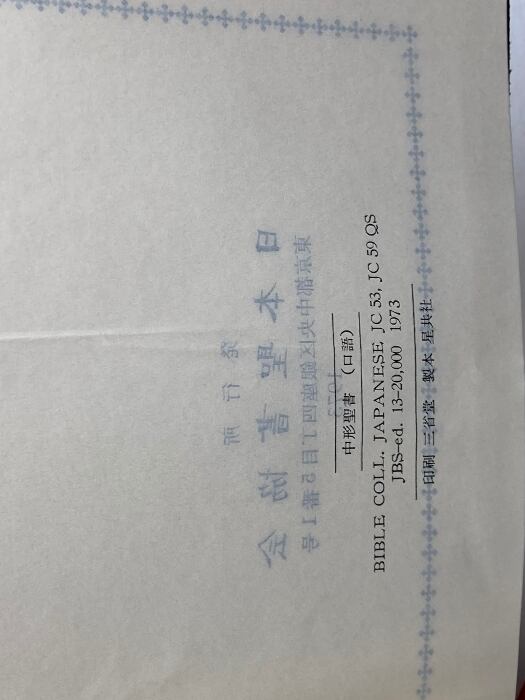 中形聖書 (口語)
BIBLE COLL. JAPANESE JC 53, JC 59 QS
JBS-ed. 13-20,000 1973
印刷 三省堂 製本 星共社
発行所
日本聖書協会
東京都中央区銀座四丁目5番1号
1973